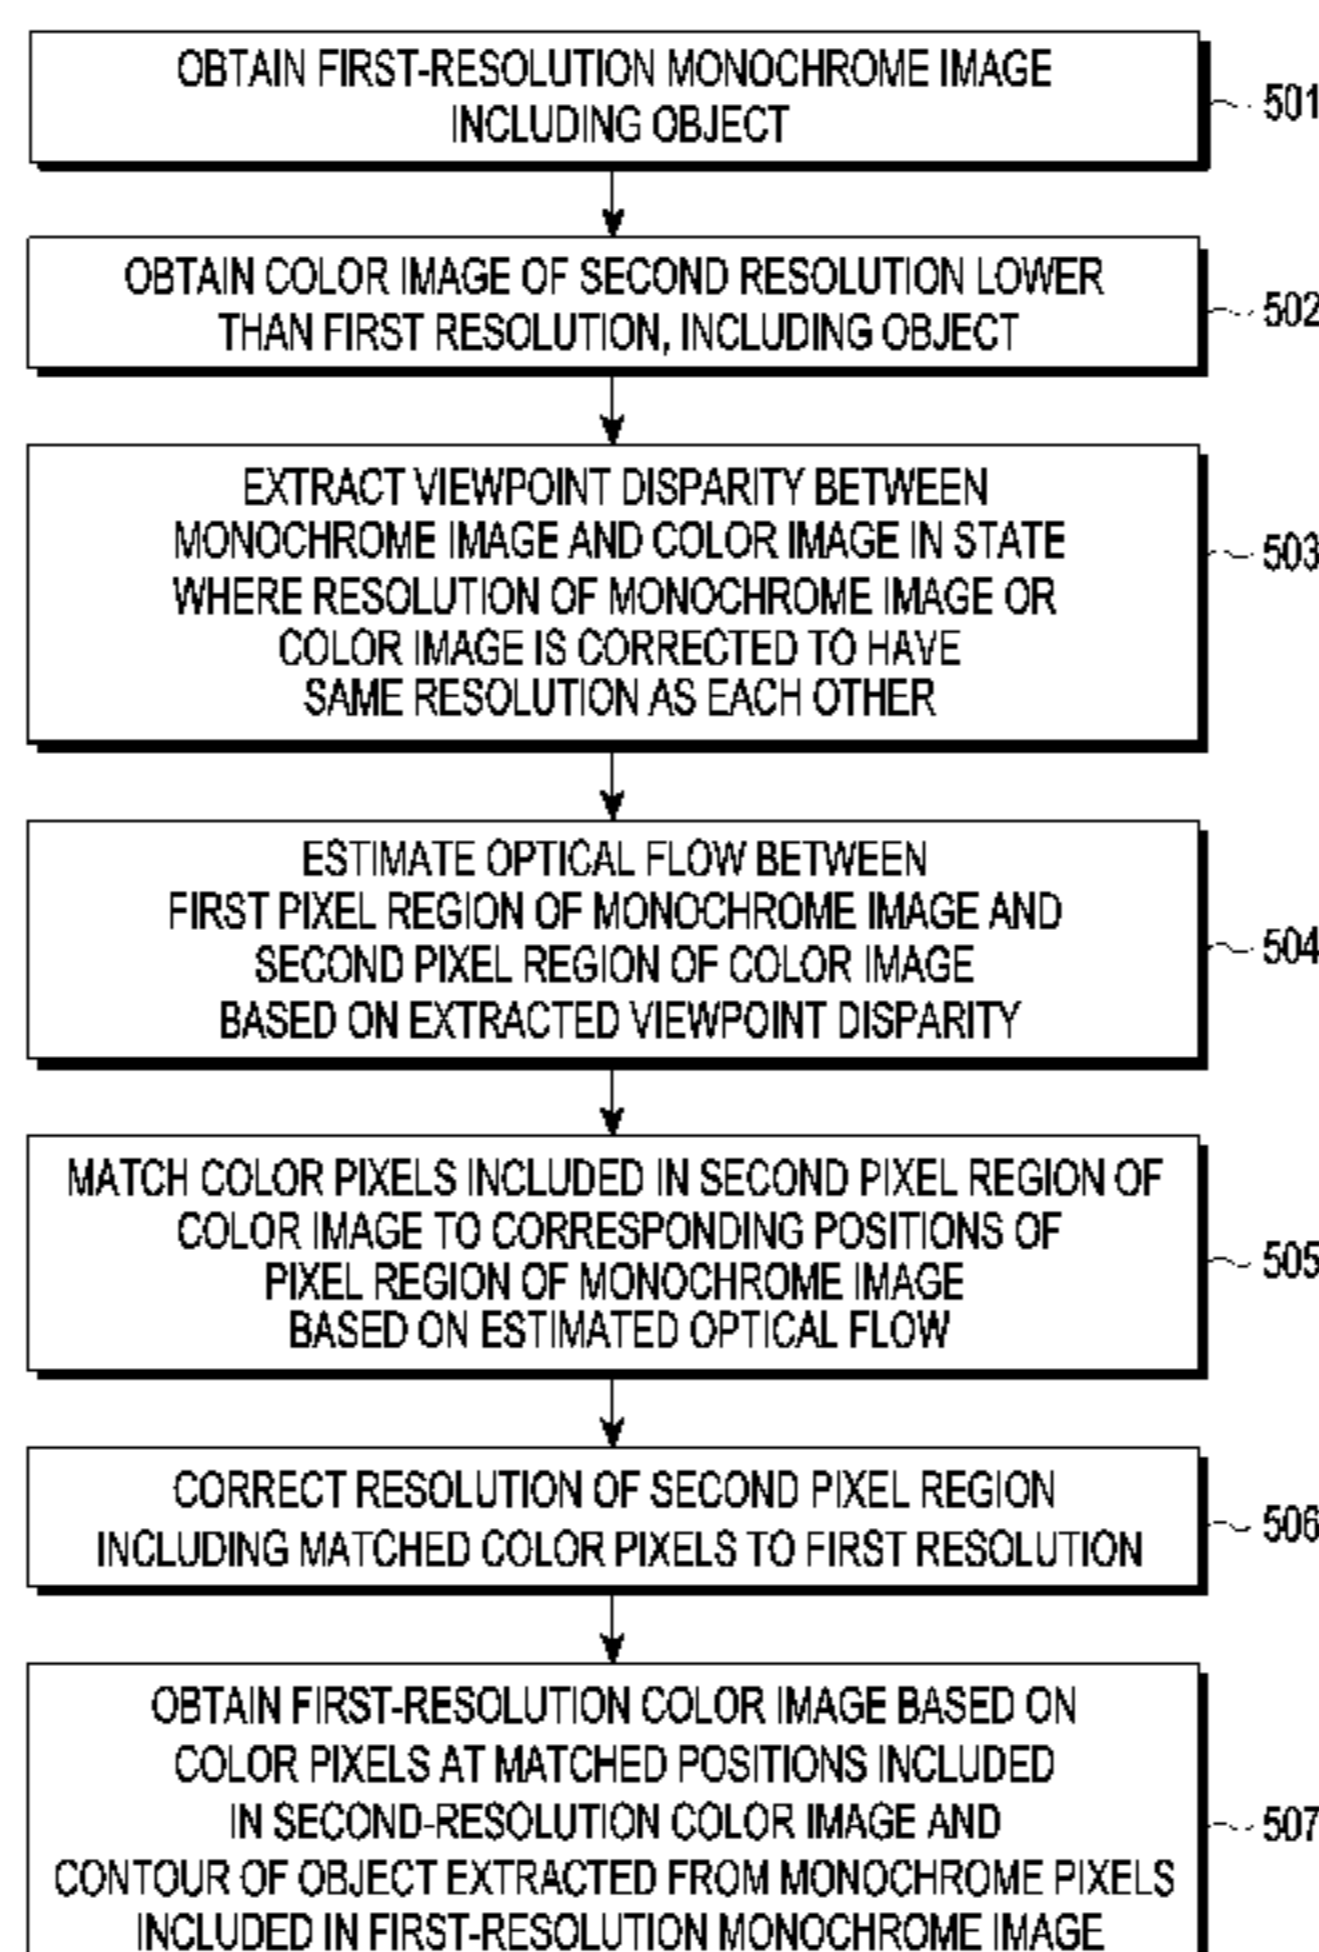 OBTAIN FIRST-RESOLUTION MONOCHROME IMAGE
INCLUDING OBJECT
501
OBTAIN COLOR IMAGE OF SECOND RESOLUTION LOWER
THAN FIRST RESOLUTION, INCLUDING OBJECT
502
EXTRACT VIEWPOINT DISPARITY BETWEEN
MONOCHROME IMAGE AND COLOR IMAGE IN STATE
WHERE RESOLUTION OF MONOCHROME IMAGE OR
COLOR IMAGE IS CORRECTED TO HAVE
SAME RESOLUTION AS EACH OTHER
503
ESTIMATE OPTICAL FLOW BETWEEN
FIRST PIXEL REGION OF MONOCHROME IMAGE AND
SECOND PIXEL REGION OF COLOR IMAGE
BASED ON EXTRACTED VIEWPOINT DISPARITY
504
MATCH COLOR PIXELS INCLUDED IN SECOND PIXEL REGION OF
COLOR IMAGE TO CORRESPONDING POSITIONS OF
PIXEL REGION OF MONOCHROME IMAGE
BASED ON ESTIMATED OPTICAL FLOW
505
CORRECT RESOLUTION OF SECOND PIXEL REGION
INCLUDING MATCHED COLOR PIXELS TO FIRST RESOLUTION
506
OBTAIN FIRST-RESOLUTION COLOR IMAGE BASED ON
COLOR PIXELS AT MATCHED POSITIONS INCLUDED
IN SECOND-RESOLUTION COLOR IMAGE AND
CONTOUR OF OBJECT EXTRACTED FROM MONOCHROME PIXELS
INCLUDED IN FIRST-RESOLUTION MONOCHROME IMAGE
507